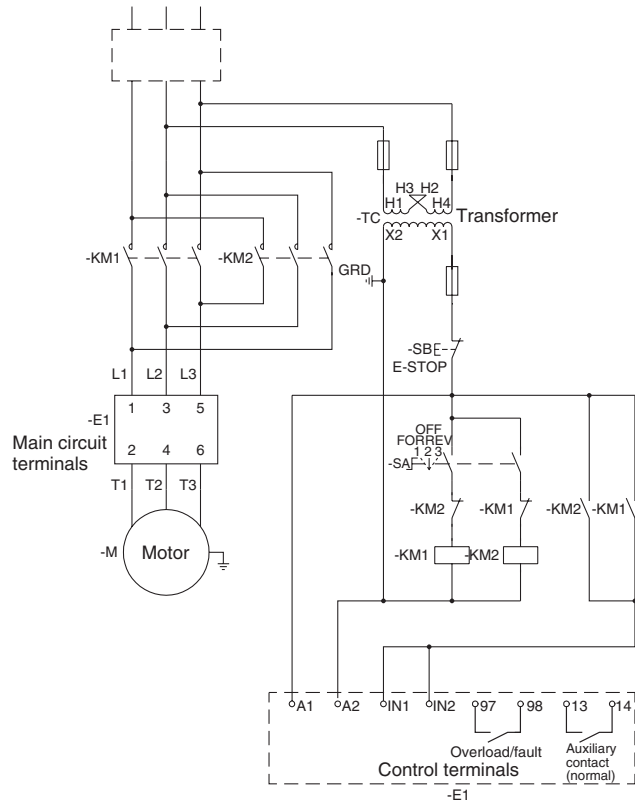 H3 H2
H1 H4
-TC
Transformer
X2 X1
-KM1
-KM2
GRD
-SB
E-STOP
L1 L2 L3
1 3 5
-E1
Main circuit
terminals
2 4 6
OFF
FORREV
1 2 3
-SA
T1 T2 T3
-KM2 -KM1 -KM2 -KM1
-M Motor
-KM1 -KM2
A1 A2 IN1 IN2 97 98 13 14
Overload/fault
Auxiliary
contact
(normal)
Control terminals
-E1